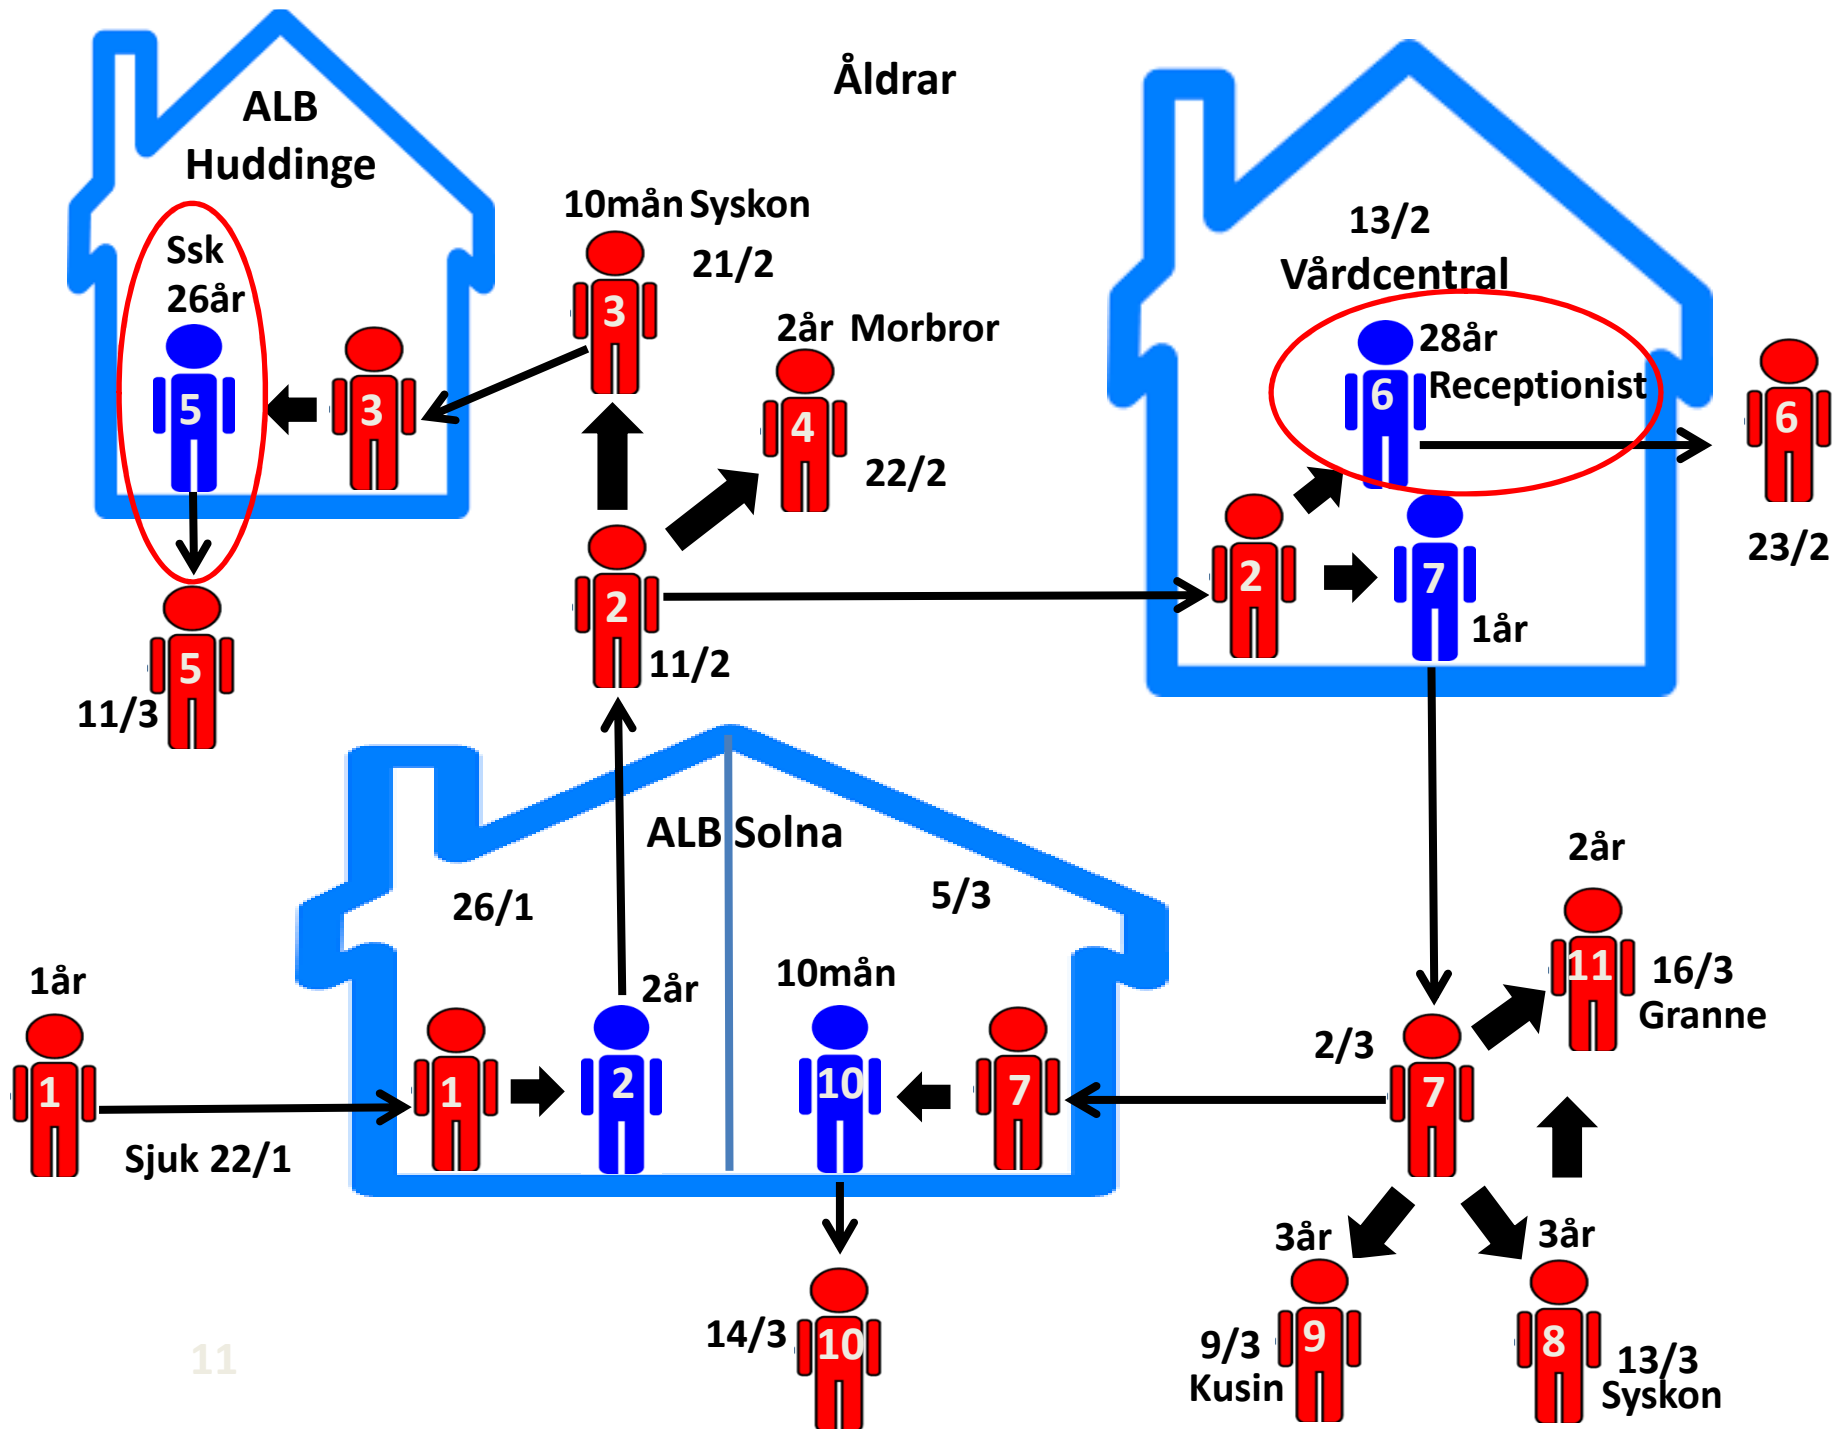 Åldrar
ALB
Huddinge
Ssk
26år
5
3
5
11/3
10mån Syskon
21/2
3
2år Morbror
4
22/2
2
11/2
13/2
Vårdcentral
28år
Receptionist
6
6
23/2
2
7
1år
ALB Solna
26/1
5/3
1år
1
Sjuk 22/1
1
2år
2
10mån
10
7
14/3
10
2/3
7
2år
11
16/3
Granne
3år
9
9/3
Kusin
3år
8
13/3
Syskon
11